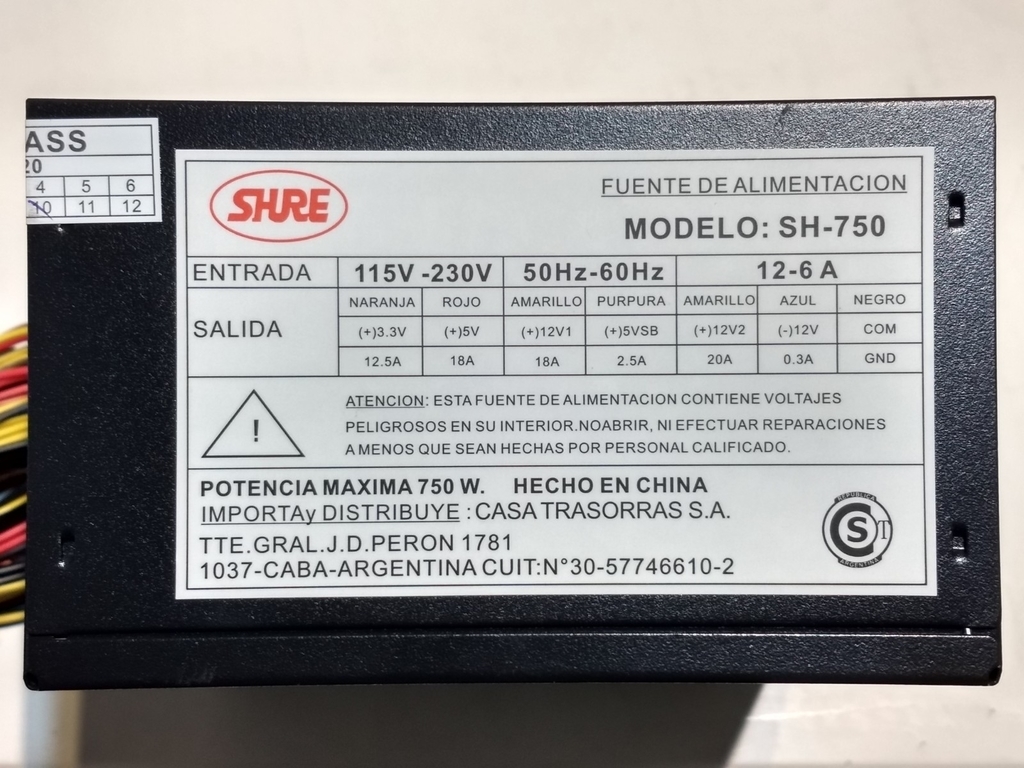 ASS
20
4 5 6
10 11 12
SHURE
FUENTE DE ALIMENTACION
MODELO: SH-750
ENTRADA 115V -230V 50Hz-60Hz 12-6 A
SALIDA
NARANJA ROJO AMARILLO PURPURA AMARILLO AZUL NEGRO
(+)3.3V (+)5V (+)12V1 (+)5VSB (+)12V2 (-)12V COM
12.5A 18A 18A 2.5A 20A 0.3A GND
!
ATENCION: ESTA FUENTE DE ALIMENTACION CONTIENE VOLTAJES
PELIGROSOS EN SU INTERIOR.NOABRIR, NI EFECTUAR REPARACIONES
A MENOS QUE SEAN HECHAS POR PERSONAL CALIFICADO.
POTENCIA MAXIMA 750 W. HECHO EN CHINA
IMPORTAy DISTRIBUYE : CASA TRASORRAS S.A.
TTE.GRAL.J.D.PERON 1781
1037-CABA-ARGENTINA CUIT:N°30-57746610-2
REPUBLICA
CST
ARGENTINA